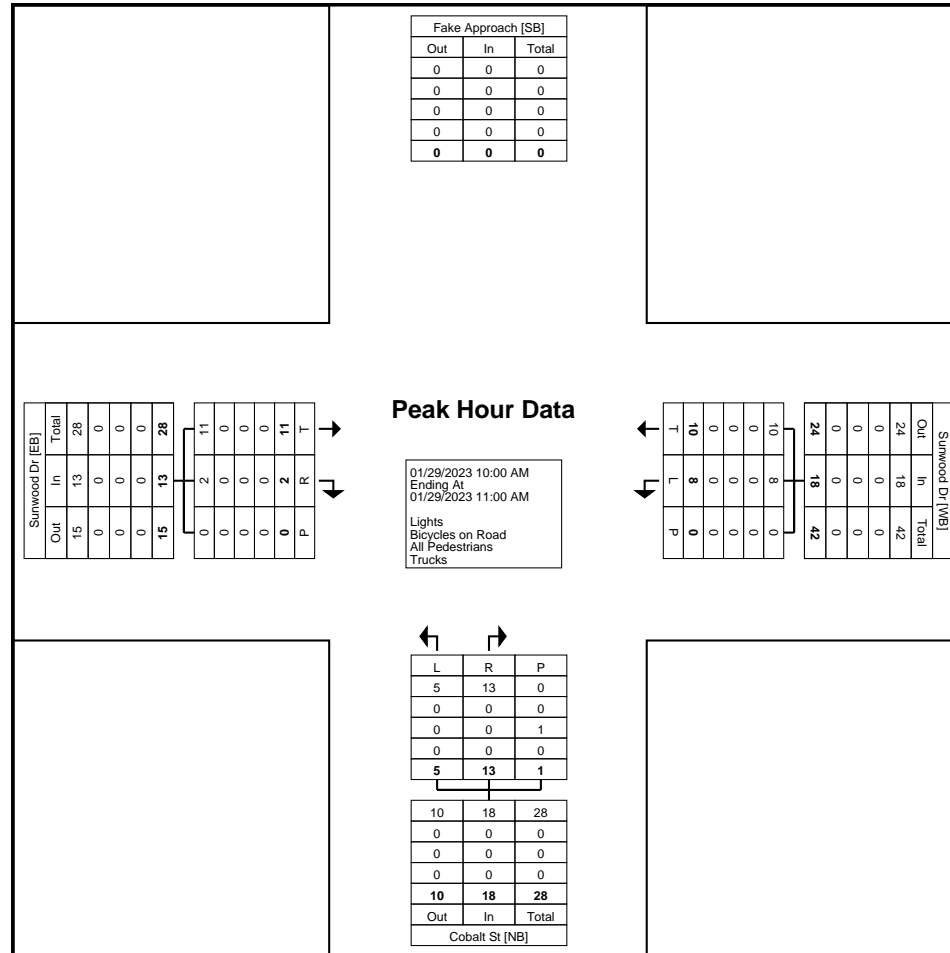 Fake Approach [SB]
Out In Total
0 0 0
0 0 0
0 0 0
0 0 0
0 0 0
Peak Hour Data
01/29/2023 10:00 AM
Ending At
01/29/2023 11:00 AM
Lights
Bicycles on Road
All Pedestrians
Trucks
Sunwood Dr [EB]
Out In Total
15 13 28
0 0 0
0 0 0
0 0 0
15 13 28
0 2 11
0 0 0
0 0 0
0 0 0
0 2 11
P R T
Sunwood Dr [WB]
Out In Total
24 18 42
0 0 0
0 0 0
0 0 0
24 18 42
10 8 0
0 0 0
0 0 0
0 0 0
10 8 0
T L P
L R P
5 13 0
0 0 0
0 0 1
0 0 0
5 13 1
10 18 28
0 0 0
0 0 0
0 0 0
10 18 28
Out In Total
Cobalt St [NB]